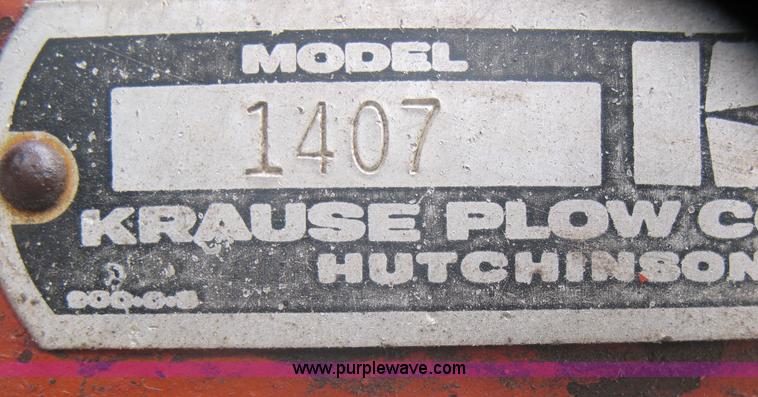 MODEL
1407
K
KRAUSE PLOW CO
HUTCHINSON
www.purplewave.com